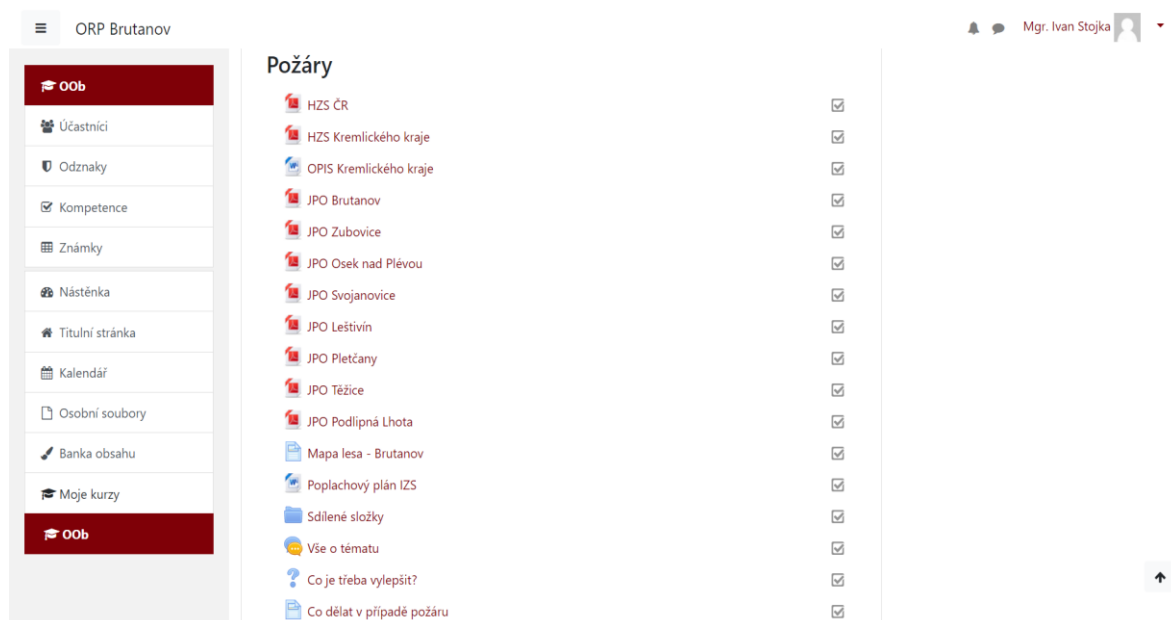 ORP Brutanov
Mgr. Ivan Stojka
OOb
Účastníci
Odznaky
Kompetence
Známky
Nástěnka
Titulní stránka
Kalendář
Osobní soubory
Banka obsahu
Moje kurzy
OOb
Požáry
HZS ČR
HZS Kremlického kraje
OPIS Kremlického kraje
JPO Brutanov
JPO Zubovice
JPO Osek nad Plévou
JPO Svojanovice
JPO Leštivín
JPO Pletčany
JPO Těžice
JPO Podlipná Lhota
Mapa lesa - Brutanov
Poplachový plán IZS
Sdílené složky
Vše o tématu
Co je třeba vylepšit?
Co dělat v případě požáru